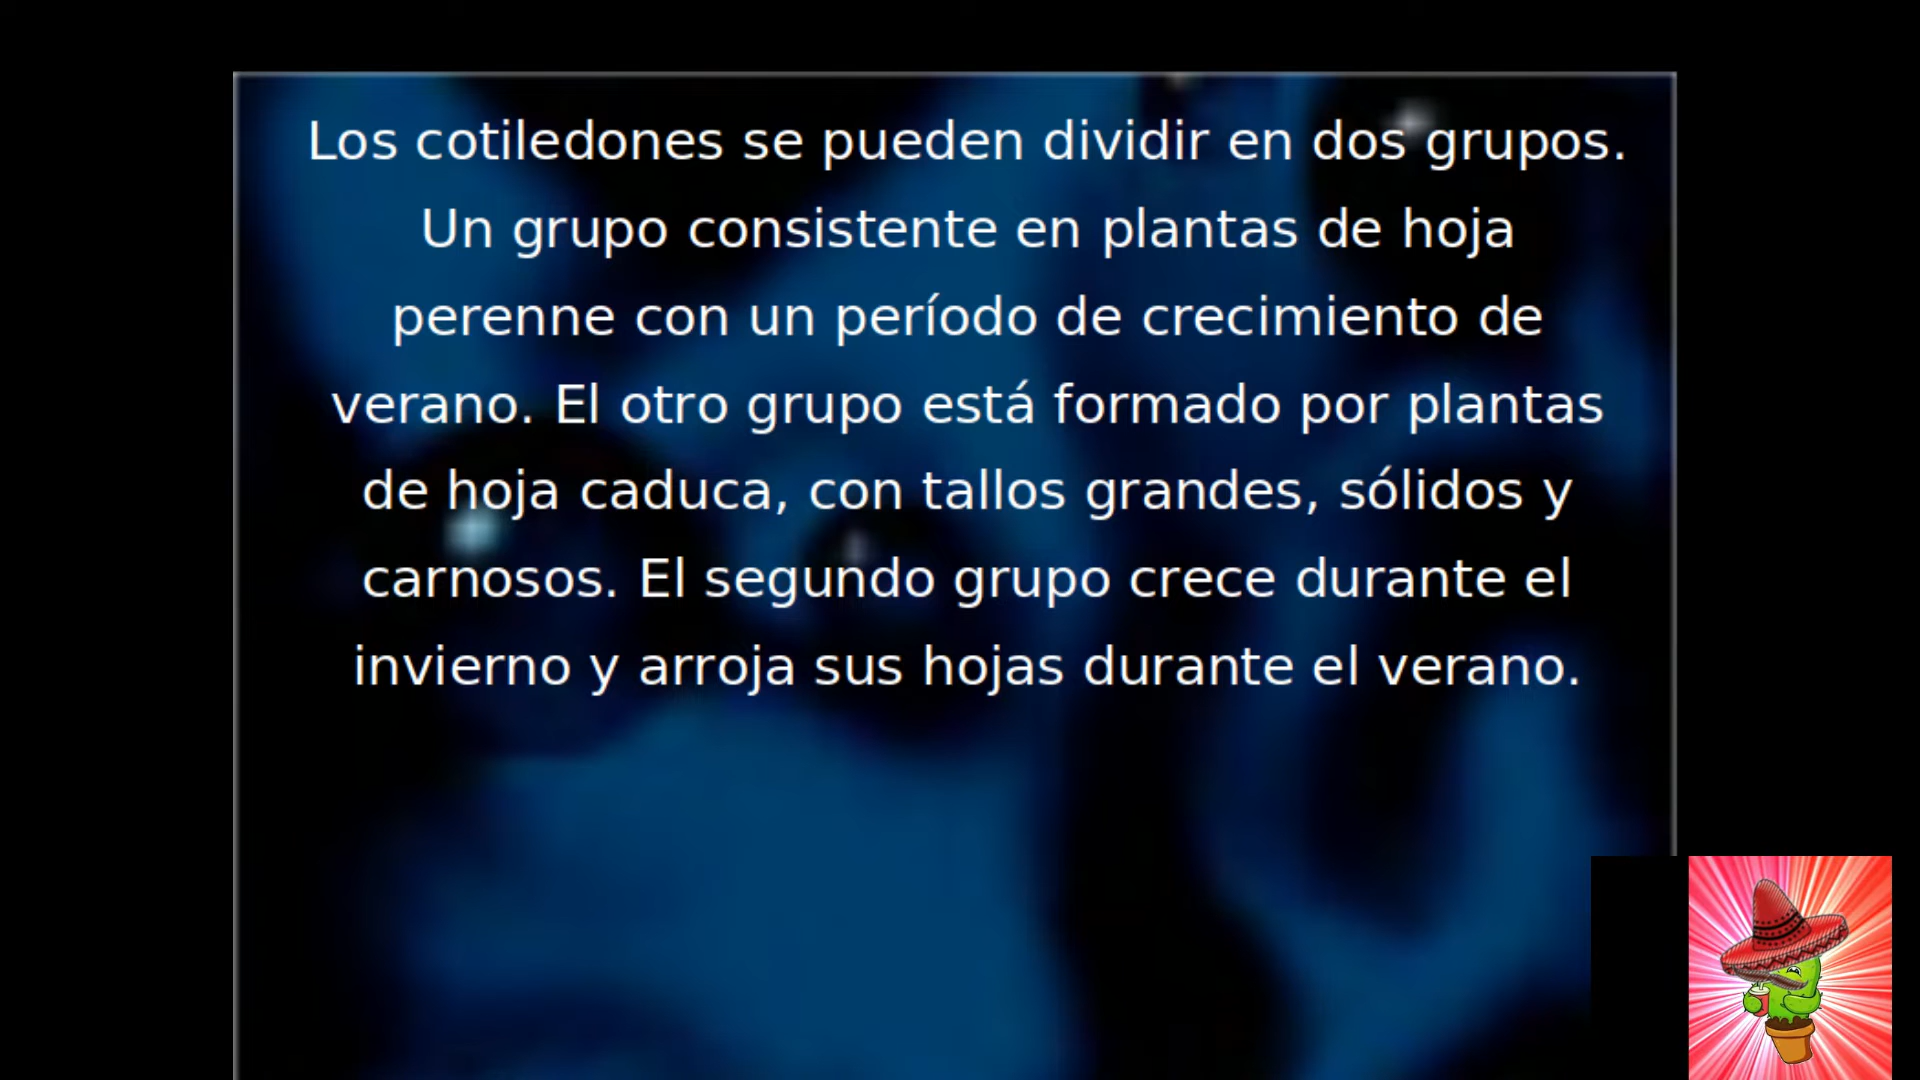 Los cotiledones se pueden dividir en dos grupos.
Un grupo consistente en plantas de hoja
perenne con un período de crecimiento de
verano. El otro grupo está formado por plantas
de hoja caduca, con tallos grandes, sólidos y
carnosos. El segundo grupo crece durante el
invierno y arroja sus hojas durante el verano.